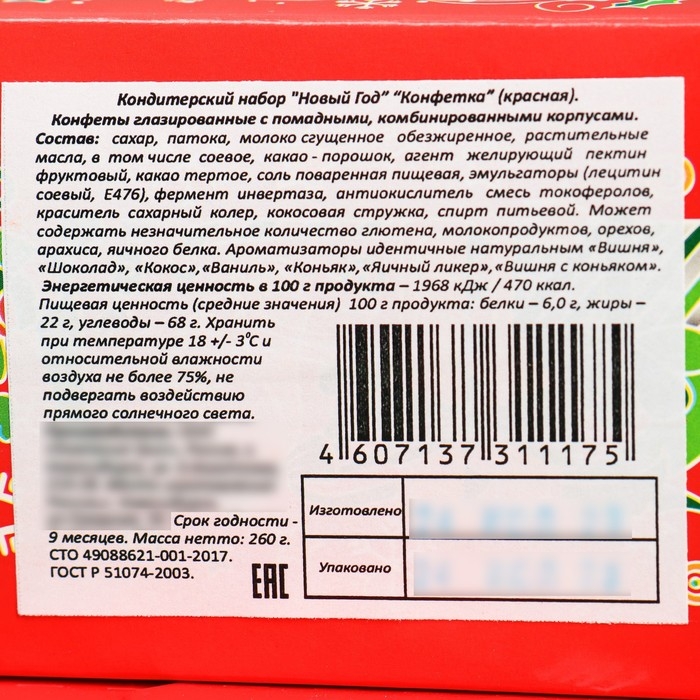 Кондитерский набор "Новый Год” “Конфетка” (красная).
Конфеты глазированные с помадными, комбинированными корпусами.
Состав: сахар, патока, молоко сгущенное обезжиренное, растительные
масла, в том числе соевое, какао - порошок, агент желирующий пектин
фруктовый, какао тертое, соль поваренная пищевая, эмульгаторы (лецитин
соевый, Е476), фермент инвертаза, антиокислитель смесь токоферолов,
краситель сахарный колер, кокосовая стружка, спирт питьевой. Может
содержать незначительное количество глютена, молокопродуктов, орехов,
арахиса, яичного белка. Ароматизаторы идентичные натуральным «Вишня»,
«Шоколад», «Кокос»,«Ваниль», «Коньяк»,«Яичный ликер»,«Вишня с коньяком».
Энергетическая ценность в 100 г продукта – 1968 кДж / 470 ккал.
Пищевая ценность (средние значения) 100 г продукта: белки – 6,0 г, жиры –
22 г, углеводы – 68 г. Хранить
при температуре 18 +/- 3⁰С и
относительной влажности
воздуха не более 75%, не
подвергать воздействию
прямого солнечного света.
4 607137 311175
Срок годности -
9 месяцев. Масса нетто: 260 г.
СТО 49088621-001-2017.
ГОСТ Р 51074-2003.
ЕАС
Изготовлено
Упаковано